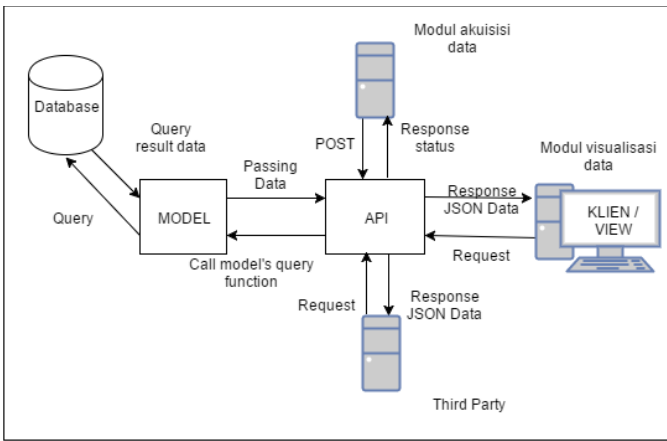 Modul akuisisi
data
Database
Query
result data
POST
Response
status
Modul visualisasi
data
Passing
Data
Response
JSON Data
KLIEN /
VIEW
MODEL
API
Query
Call model's query
function
Request
Request
Response
JSON Data
Third Party